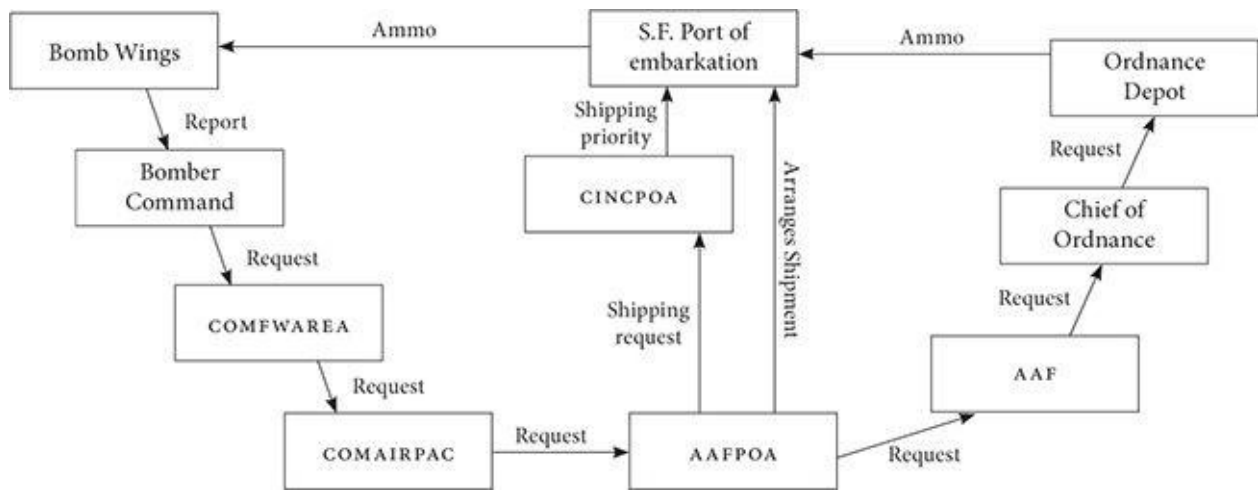 Bomb Wings
Ammo
S.F. Port of
embarkation
Ammo
Ordnance
Depot
Report
Shipping
priority
Request
Bomber
Command
CINCPOA
Arranges Shipment
Chief of
Ordnance
Request
COMFWAREA
Shipping
request
Request
Request
AAF
COMAIRPAC
Request
AAFPOA
Request